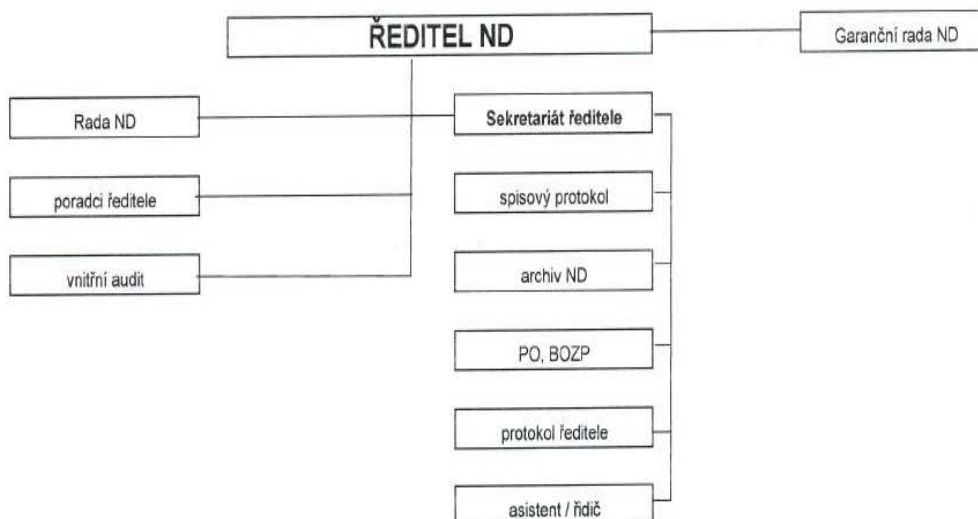 ŘEDITEL ND
Garanční rada ND
Rada ND
Sekretariát ředitele
poradci ředitele
spisový protokol
vnitřní audit
archiv ND
PO, BOZP
protokol ředitele
asistent / řidič